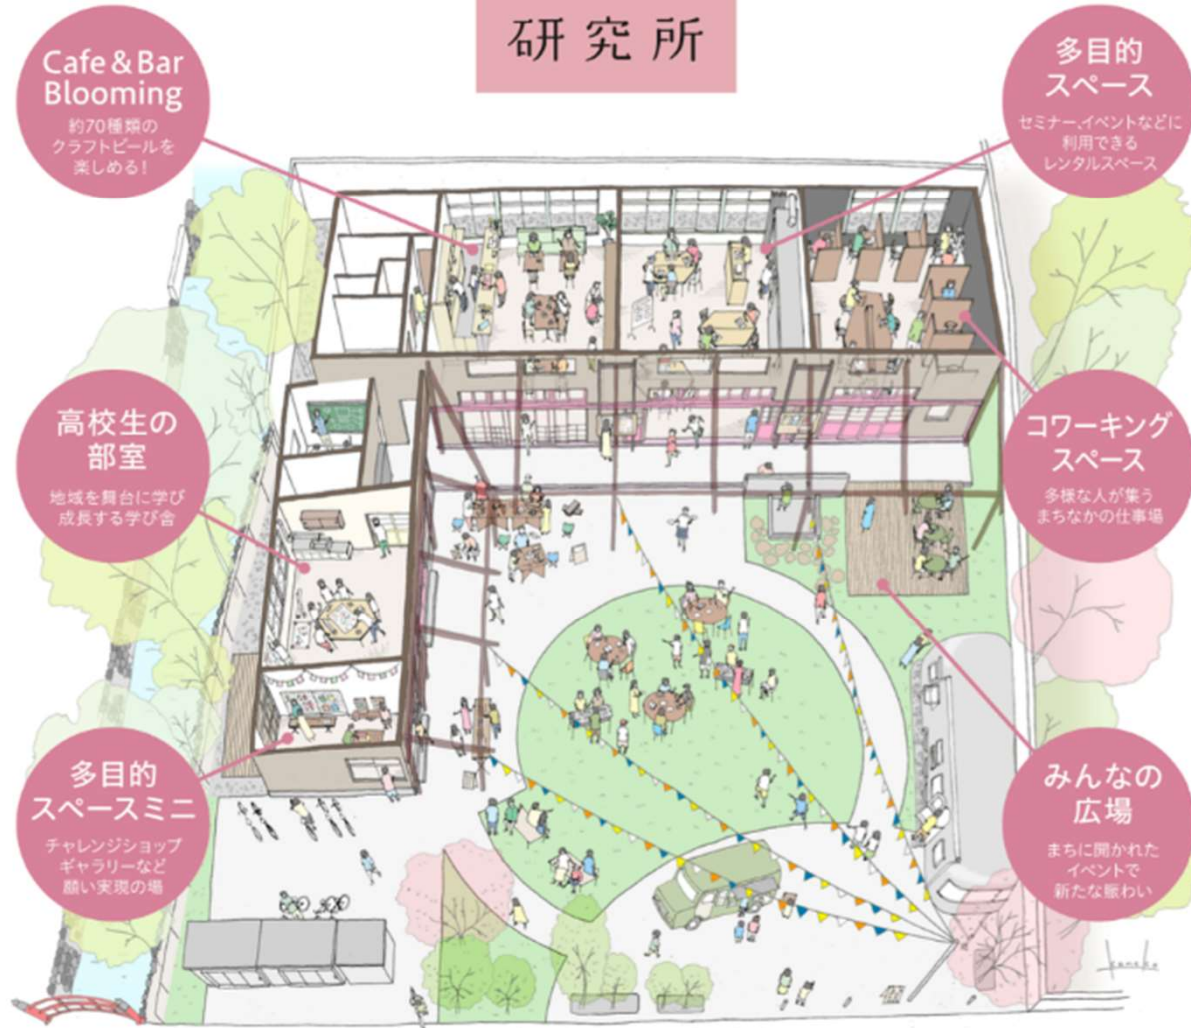 研究所
Cafe&Bar
Blooming
約70種類の
クラフトビールを
楽しめる!
多目的
スペース
セミナー、イベントなどに
利用できる
レンタルスペース
高校生の
部室
地域を舞台に学び
成長する学び舎
コワーキング
スペース
多様な人が集う
まちなかの仕事場
多目的
スペースミニ
チャレンジショップ
ギャラリーなど
願い実現の場
みんなの
広場
まちに開かれた
イベントで
新たな賑わい